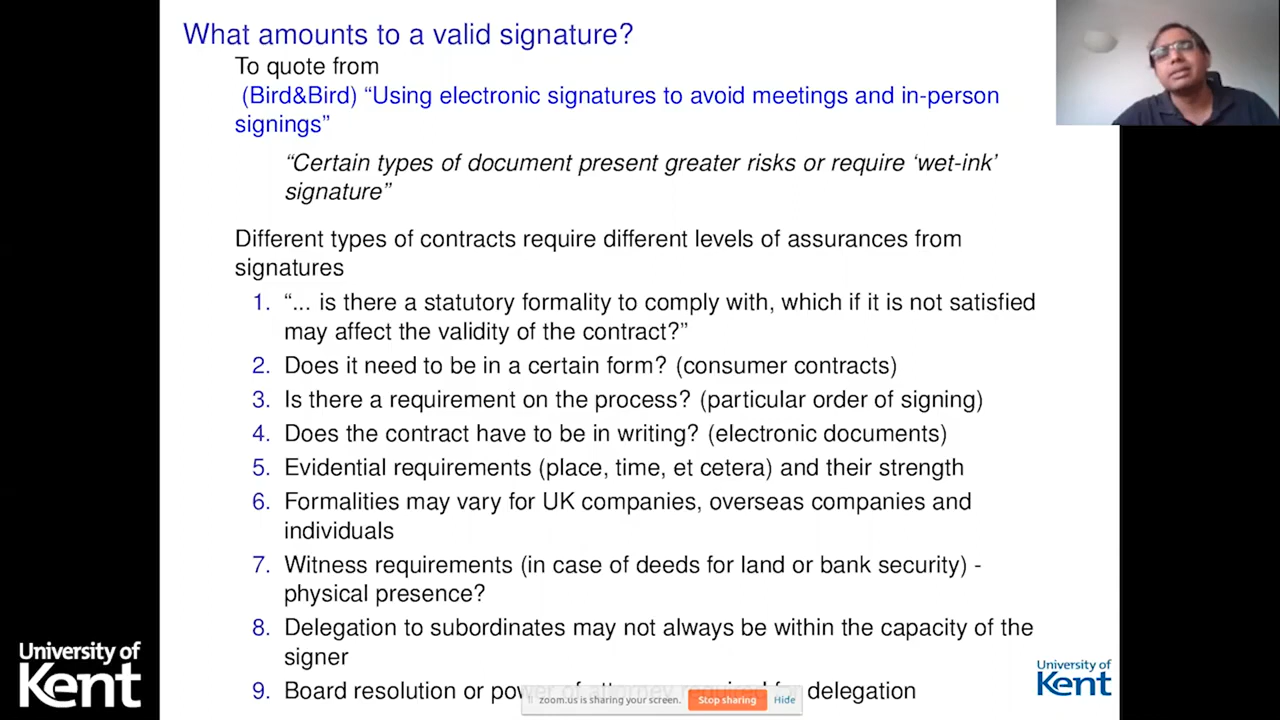 What amounts to a valid signature?
To quote from
(Bird&Bird) “Using electronic signatures to avoid meetings and in-person
signings”
“Certain types of document present greater risks or require ‘wet-ink’
signature”
Different types of contracts require different levels of assurances from
signatures
1. “... is there a statutory formality to comply with, which if it is not satisfied
may affect the validity of the contract?”
2. Does it need to be in a certain form? (consumer contracts)
3. Is there a requirement on the process? (particular order of signing)
4. Does the contract have to be in writing? (electronic documents)
5. Evidential requirements (place, time, et cetera) and their strength
6. Formalities may vary for UK companies, overseas companies and
individuals
7. Witness requirements (in case of deeds for land or bank security) -
physical presence?
8. Delegation to subordinates may not always be within the capacity of the
signer
9. Board resolution or power of attorney required for delegation
zoom.us is sharing your screen. Stop sharing Hide
University of
Kent
University of
Kent